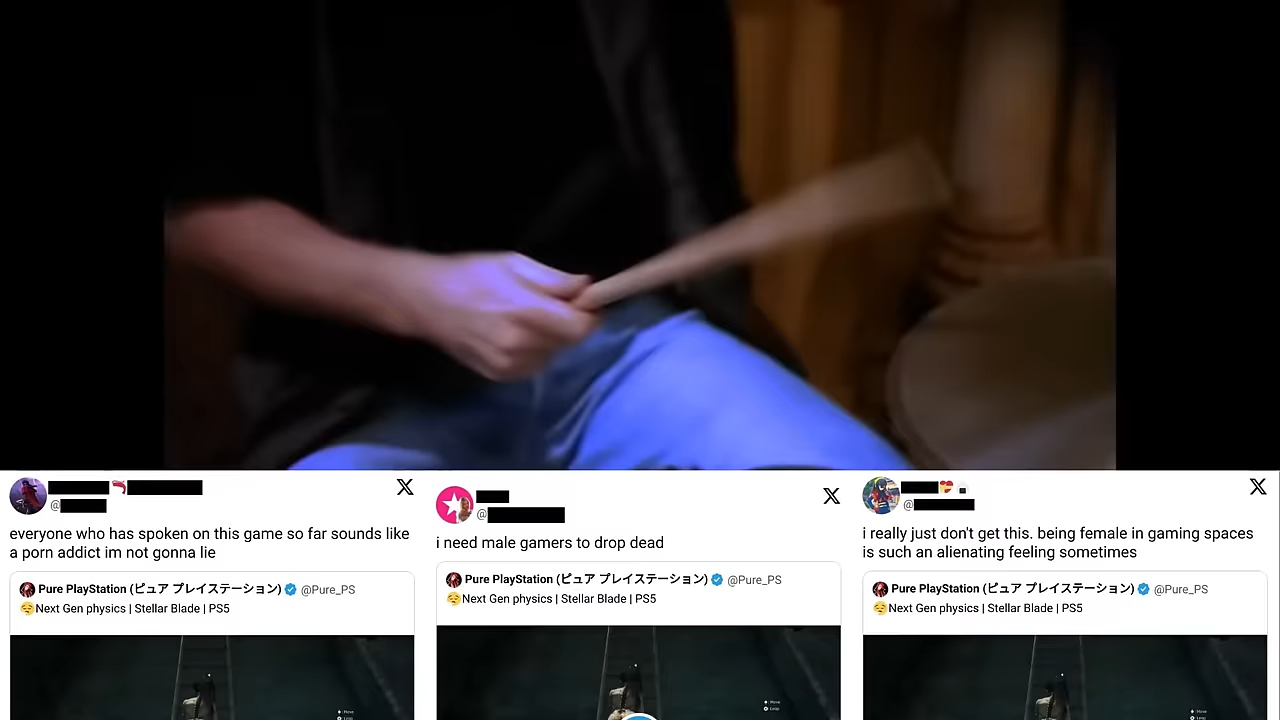 @
everyone who has spoken on this game so far sounds like
a porn addict im not gonna lie
Pure PlayStation (ピュア プレイステーション) @Pure_PS
Next Gen physics | Stellar Blade | PS5
@
i need male gamers to drop dead
Pure PlayStation (ピュア プレイステーション) @Pure_PS
Next Gen physics | Stellar Blade | PS5
@
i really just don't get this. being female in gaming spaces
is such an alienating feeling sometimes
Pure PlayStation (ピュア プレイステーション) @Pure_PS
Next Gen physics | Stellar Blade | PS5